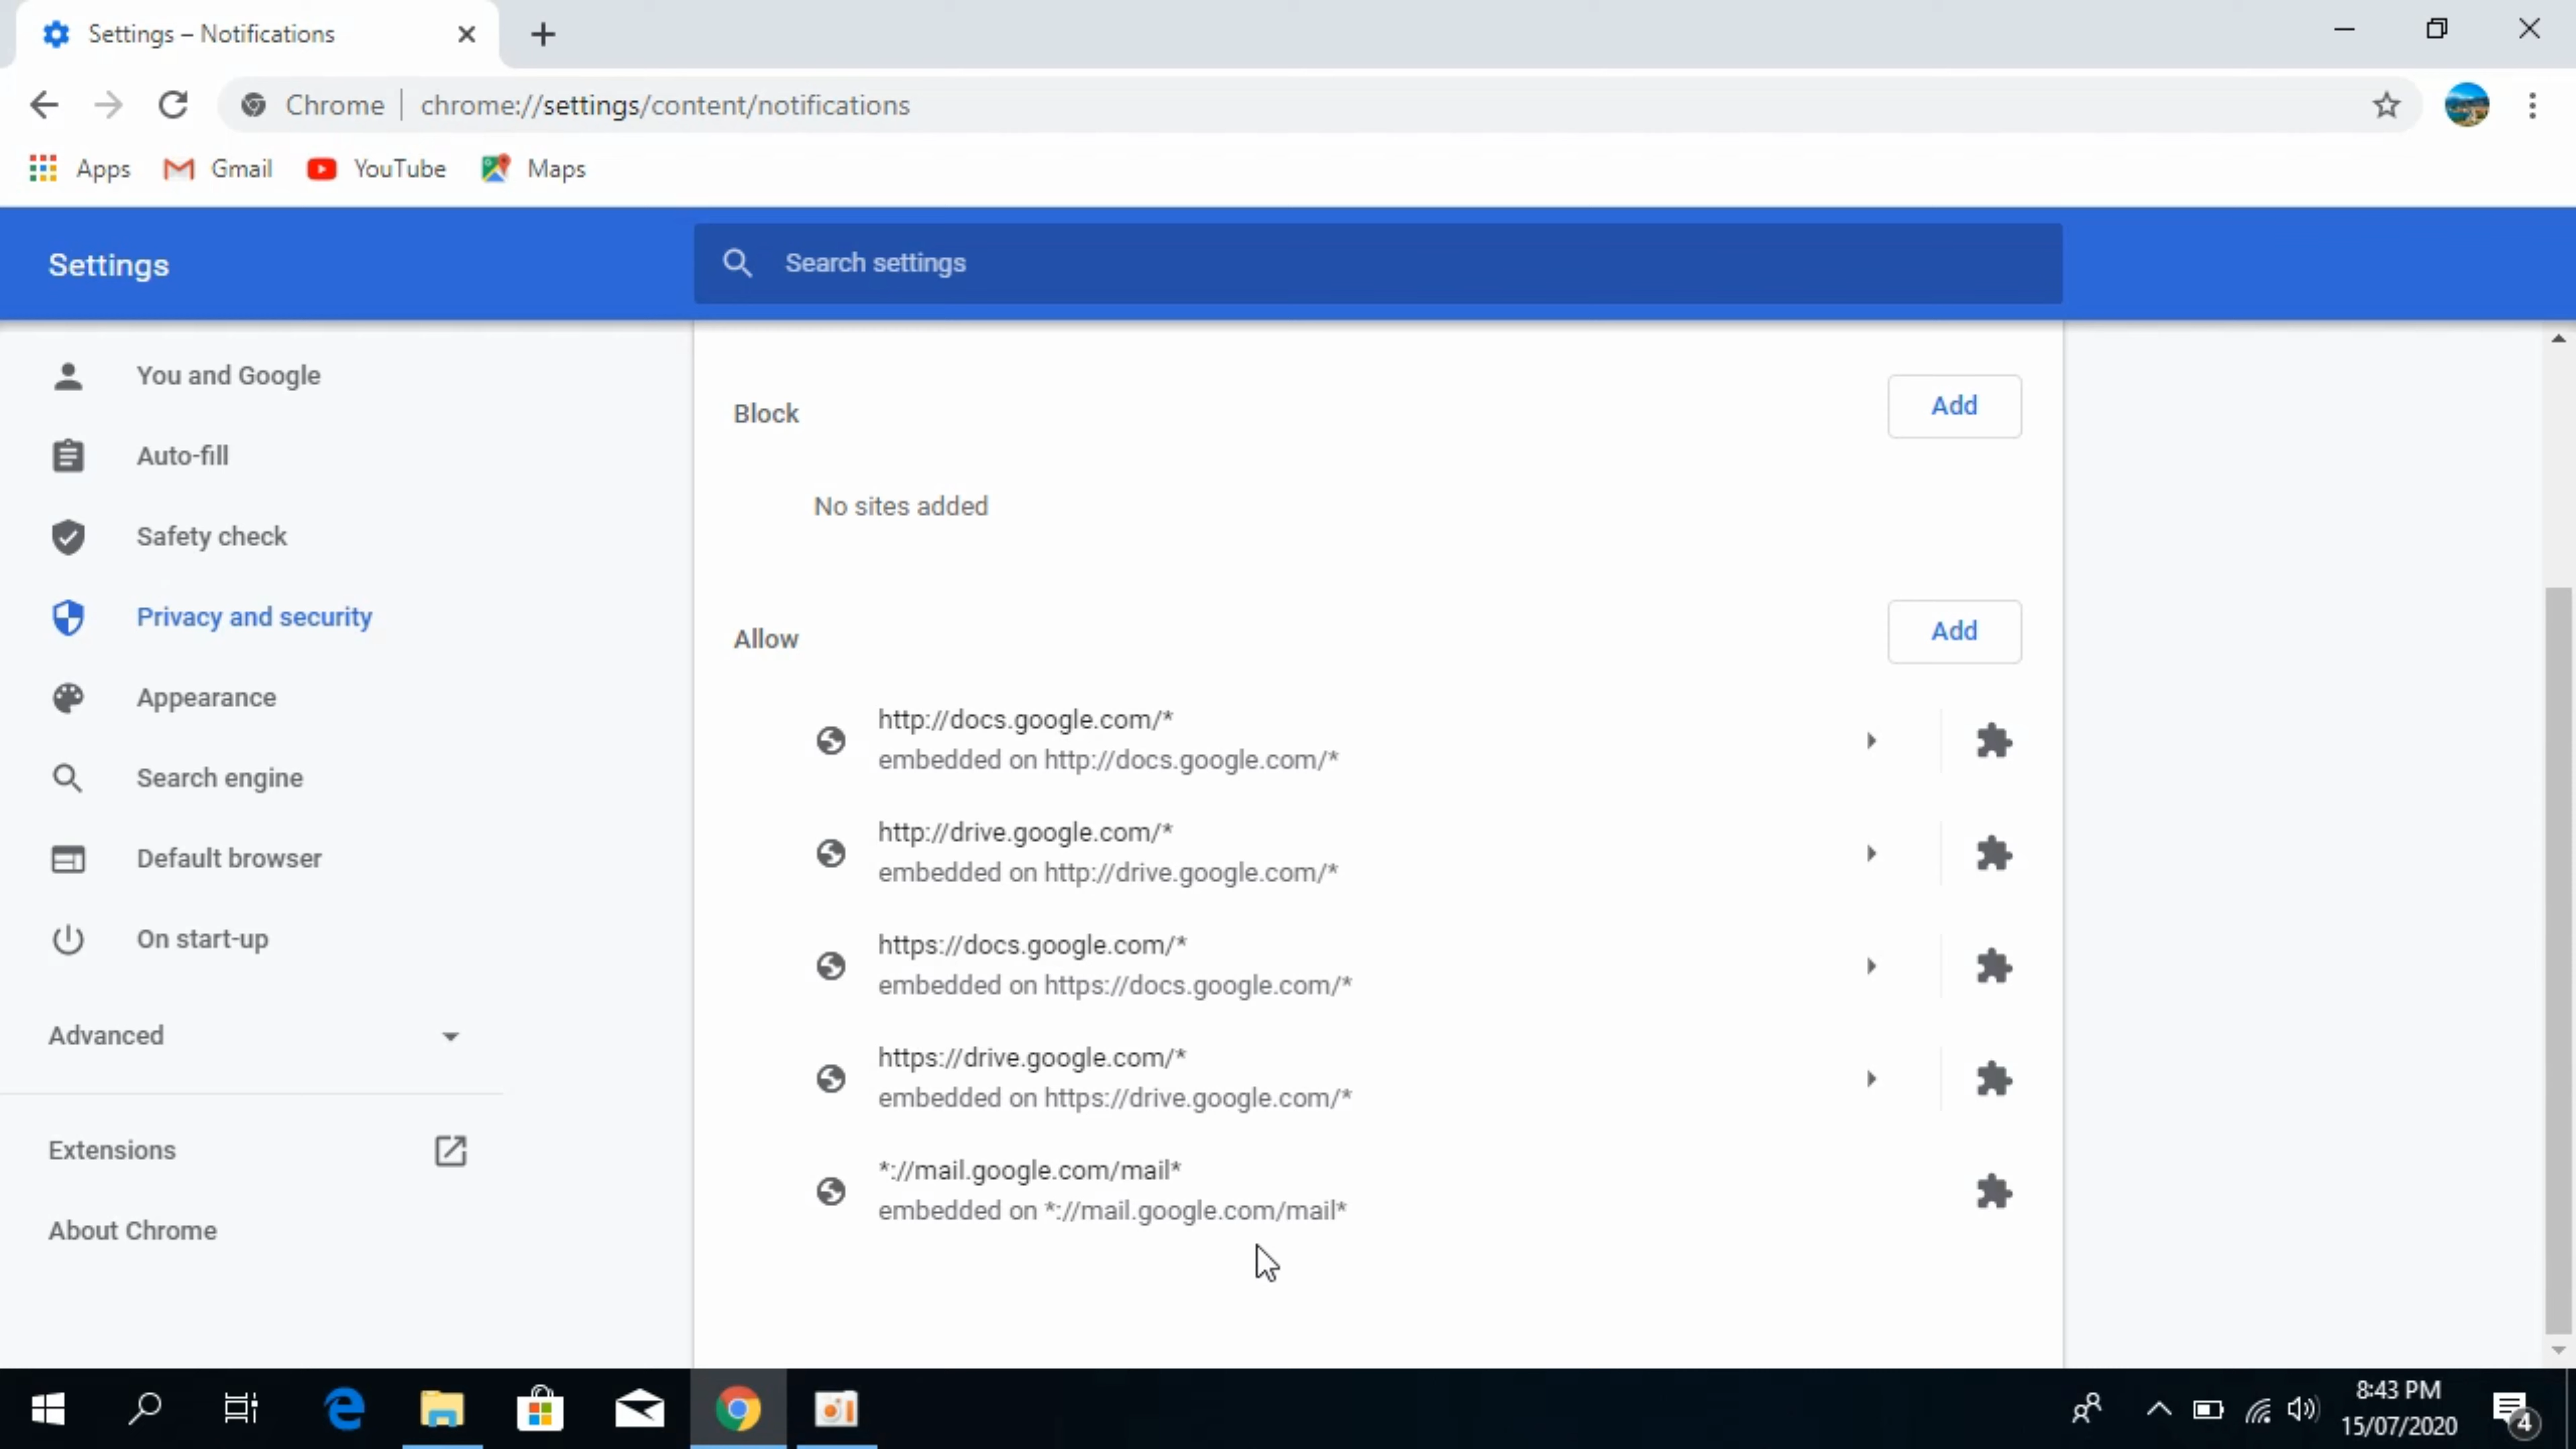 Settings – Notifications
Chrome | chrome://settings/content/notifications
Apps Gmail YouTube Maps
Settings
Search settings
You and Google
Auto-fill
Safety check
Privacy and security
Appearance
Search engine
Default browser
On start-up
Advanced
Extensions
About Chrome
Block
Add
No sites added
Allow
Add
http://docs.google.com/*
embedded on http://docs.google.com/*
http://drive.google.com/*
embedded on http://drive.google.com/*
https://docs.google.com/*
embedded on https://docs.google.com/*
https://drive.google.com/*
embedded on https://drive.google.com/*
*://mail.google.com/mail*
embedded on *://mail.google.com/mail*
8:43 PM
15/07/2020
4